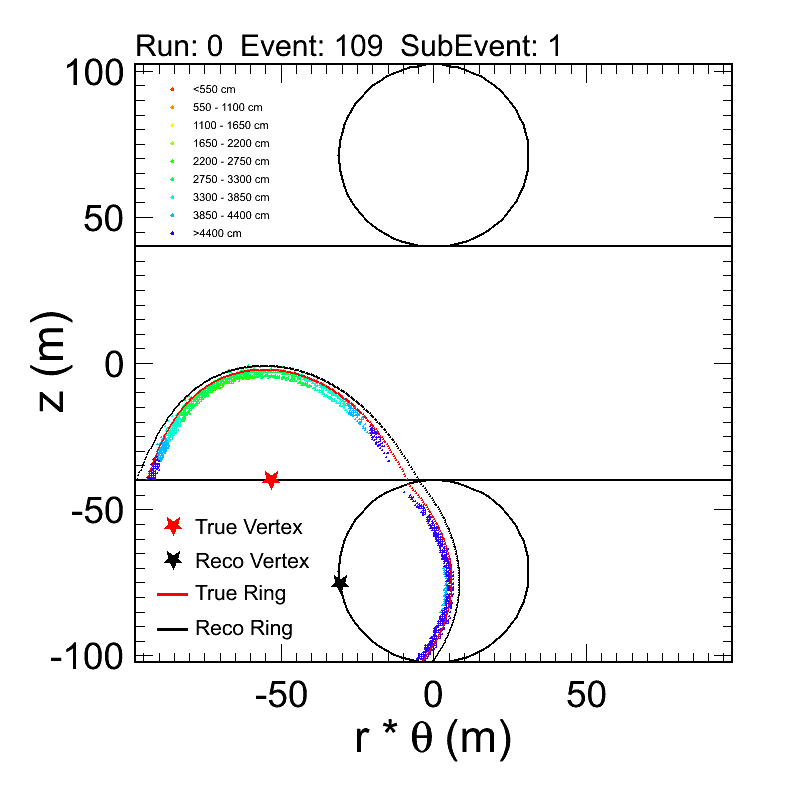 Run: 0  Event: 109  SubEvent: 1
100
50
0
-50
-100
z (m)
<550 cm
550 - 1100 cm
1100 - 1650 cm
1650 - 2200 cm
2200 - 2750 cm
2750 - 3300 cm
3300 - 3850 cm
3850 - 4400 cm
>4400 cm
True Vertex
Reco Vertex
True Ring
Reco Ring
-50 0 50
r * θ (m)